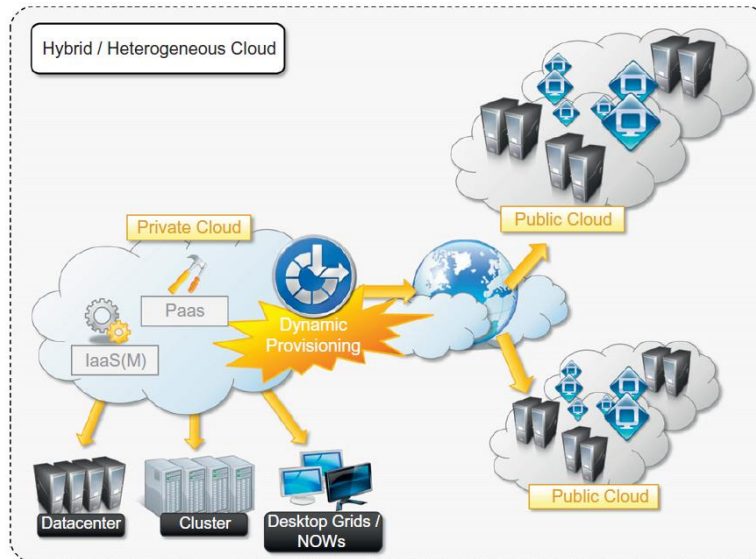 Hybrid / Heterogeneous Cloud
Public Cloud
Private Cloud
Paas
Dynamic
Provisioning
IaaS(M)
Datacenter
Cluster
Desktop Grids /
NOWs
Public Cloud